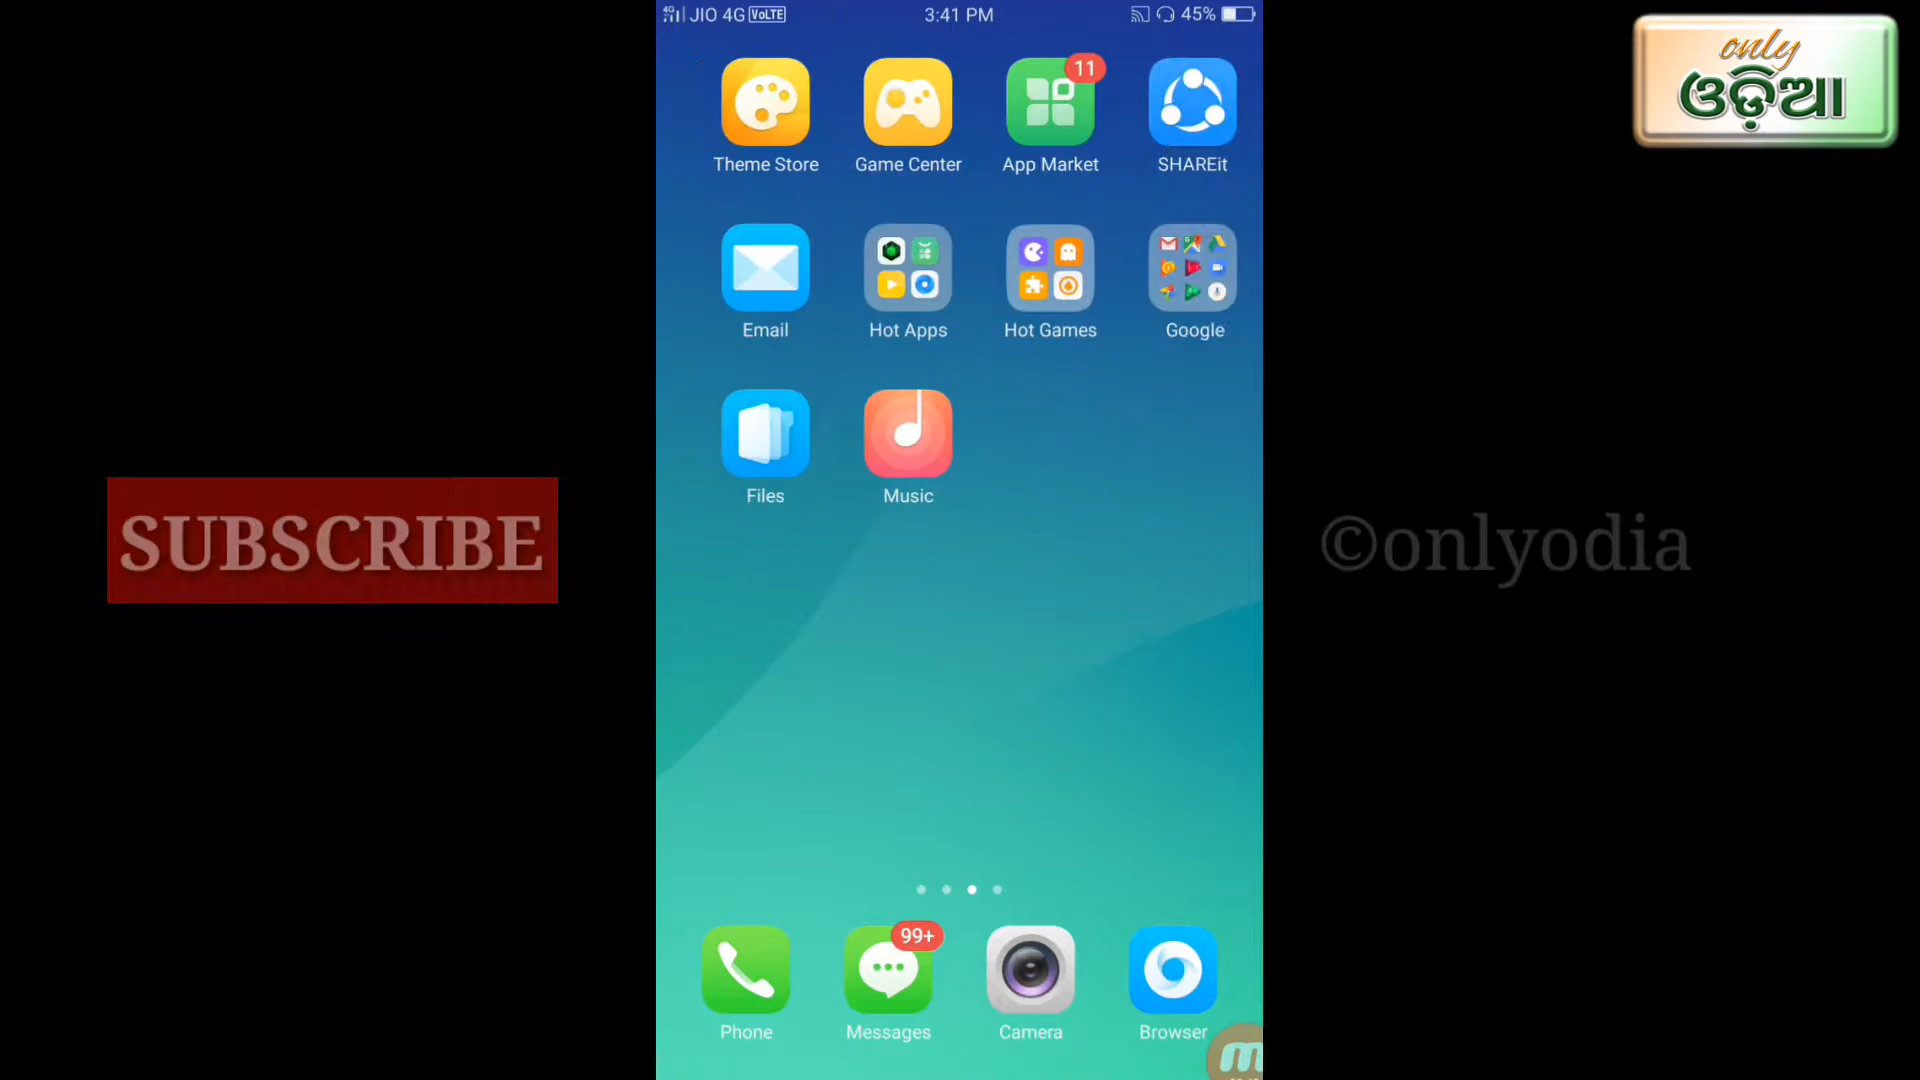 4G JIO 4G VoLTE 3:41 PM 45%
only
ଓଡ଼ିଆ
11
Theme Store Game Center App Market SHAREit
Email Hot Apps Hot Games Google
Files Music
SUBSCRIBE
©onlyodia
99+
Phone Messages Camera Browser